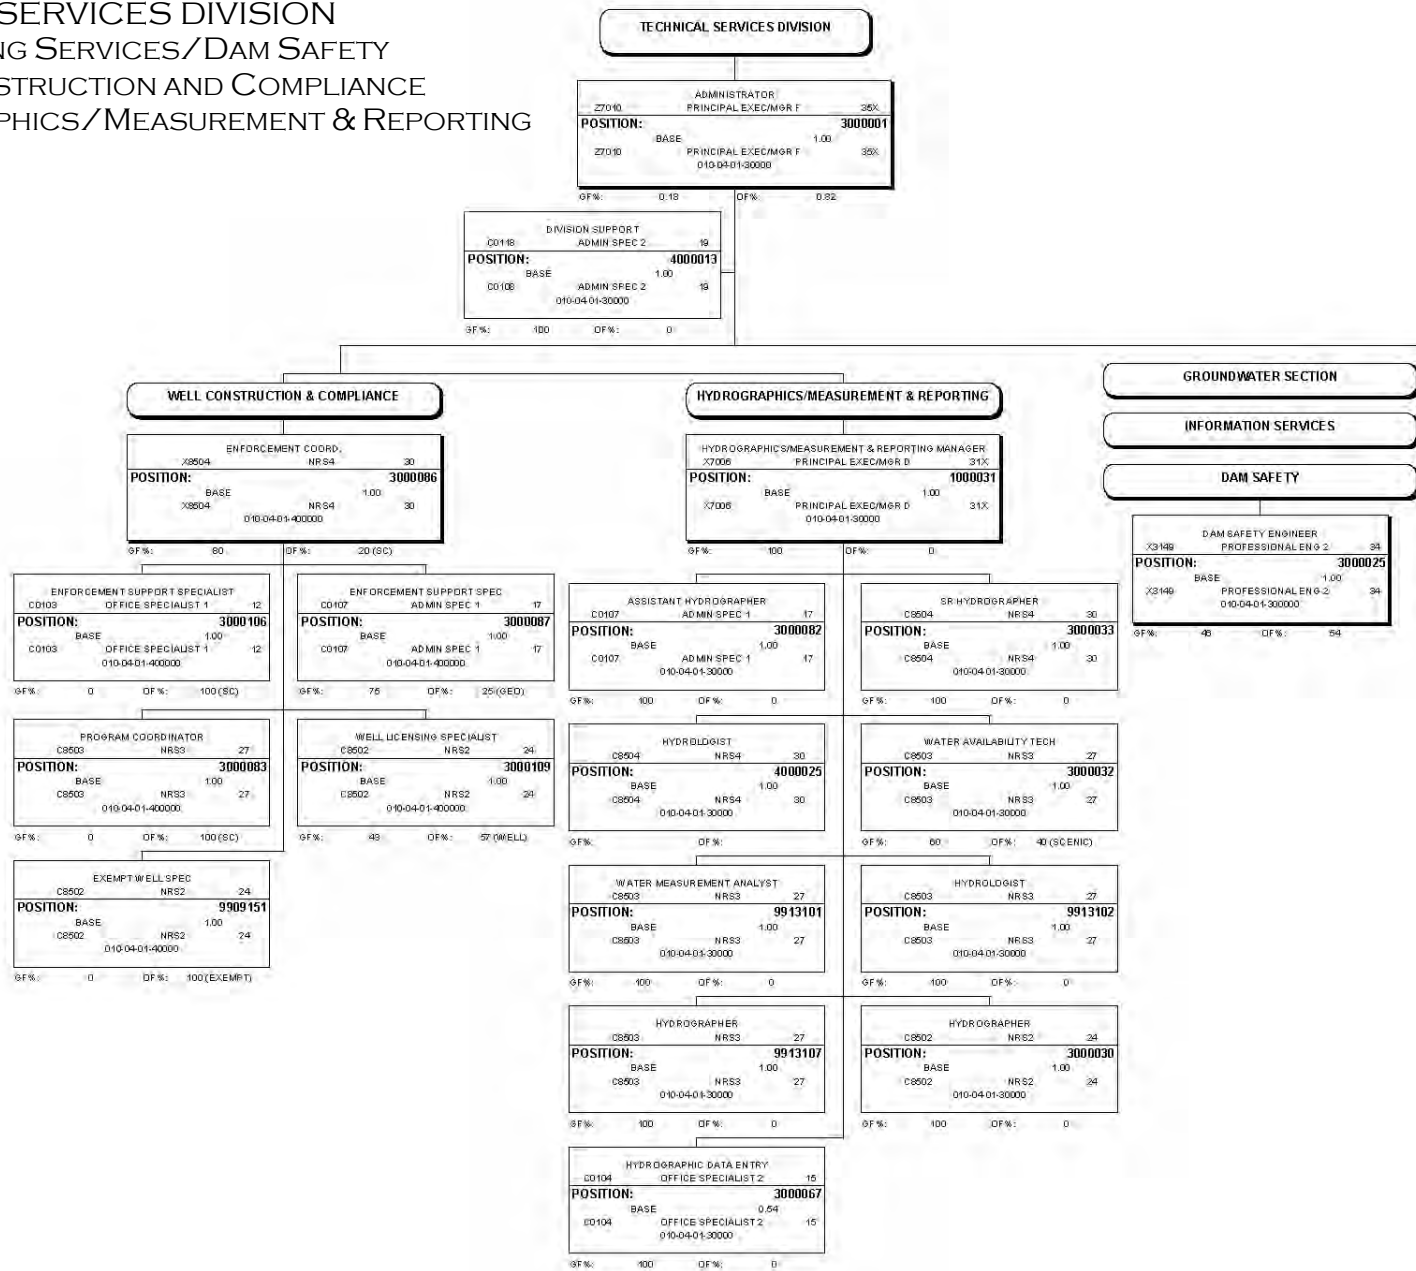 SERVICES DIVISION
NG SERVICES/DAM SAFETY
STRUCTION AND COMPLIANCE
PHICS/MEASUREMENT & REPORTING
TECHNICAL SERVICES DIVISION
ADMINISTRATOR
Z7010 PRINCIPAL EXEC/MGR F 35X
POSITION: 3000001
BASE 1.00
Z7010 PRINCIPAL EXEC/MGR F 35X
010-04-01-30000
GF%: 0.18 OF%: 0.82
DIVISION SUPPORT
C0118 ADMIN SPEC 2 19
POSITION: 4000013
BASE 1.00
C0108 ADMIN SPEC 2 19
010-04-01-30000
GF%: 100 OF%: 0
WELL CONSTRUCTION & COMPLIANCE
ENFORCEMENT COORD.
X8504 NRS4 30
POSITION: 3000086
BASE 1.00
X8504 NRS4 30
010-04-01-400000
GF%: 80 OF%: 20 (SC)
ENFORCEMENT SUPPORT SPECIALIST
C0103 OFFICE SPECIALIST 1 12
POSITION: 3000106
BASE 1.00
C0103 OFFICE SPECIALIST 1 12
010-04-01-400000
GF%: 0 OF%: 100 (SC)
ENFORCEMENT SUPPORT SPEC
C0107 ADMIN SPEC 1 17
POSITION: 3000087
BASE 1.00
C0107 ADMIN SPEC 1 17
010-04-01-400000
GF%: 75 OF%: 25 (GEO)
PROGRAM COORDINATOR
C8503 NRS3 27
POSITION: 3000083
BASE 1.00
C8503 NRS3 27
010-04-01-400000
GF%: 0 OF%: 100 (SC)
WELL LICENSING SPECIALIST
C8502 NRS2 24
POSITION: 3000109
BASE 1.00
C8502 NRS2 24
010-04-01-400000
GF%: 43 OF%: 57 (WELL)
EXEMPT WELL SPEC
C8502 NRS2 24
POSITION: 9909151
BASE 1.00
C8502 NRS2 24
010-04-01-40000
GF%: 0 OF%: 100 (EXEMPT)
HYDROGRAPHICS/MEASUREMENT & REPORTING
HYDROGRAPHICS/MEASUREMENT & REPORTING MANAGER
X7006 PRINCIPAL EXEC/MGR D 31X
POSITION: 1000031
BASE 1.00
X7006 PRINCIPAL EXEC/MGR D 31X
010-04-01-30000
GF%: 100 OF%: 0
ASSISTANT HYDROGRAPHER
C0107 ADMIN SPEC 1 17
POSITION: 3000082
BASE 1.00
C0107 ADMIN SPEC 1 17
010-04-01-30000
GF%: 100 OF%: 0
SR HYDROGRAPHER
C8504 NRS4 30
POSITION: 3000033
BASE 1.00
C8504 NRS4 30
010-04-01-30000
GF%: 100 OF%: 0
HYDROLOGIST
C8504 NRS4 30
POSITION: 4000025
BASE 1.00
C8504 NRS4 30
010-04-01-30000
GF%: OF%:
WATER AVAILABILITY TECH
C8503 NRS3 27
POSITION: 3000032
BASE 1.00
C8503 NRS3 27
010-04-01-30000
GF%: 60 OF%: 40 (SCENIC)
WATER MEASUREMENT ANALYST
C8503 NRS3 27
POSITION: 9913101
BASE 1.00
C8503 NRS3 27
010-04-01-30000
GF%: 100 OF%: 0
HYDROLOGIST
C8503 NRS3 27
POSITION: 9913102
BASE 1.00
C8503 NRS3 27
010-04-01-30000
GF%: 100 OF%: 0
HYDROGRAPHER
C8503 NRS3 27
POSITION: 9913107
BASE 1.00
C8503 NRS3 27
010-04-01-30000
GF%: 100 OF%: 0
HYDROGRAPHER
C8502 NRS2 24
POSITION: 3000030
BASE 1.00
C8502 NRS2 24
010-04-01-30000
GF%: 100 OF%: 0
HYDROGRAPHIC DATA ENTRY
C0104 OFFICE SPECIALIST 2 15
POSITION: 3000067
BASE 0.54
C0104 OFFICE SPECIALIST 2 15
010-04-01-30000
GF%: 100 OF%: 0
GROUNDWATER SECTION
INFORMATION SERVICES
DAM SAFETY
DAM SAFETY ENGINEER
X3149 PROFESSIONAL ENG 2 34
POSITION: 3000025
BASE 1.00
X3149 PROFESSIONAL ENG 2 34
010-04-01-300000
GF%: 46 OF%: 54